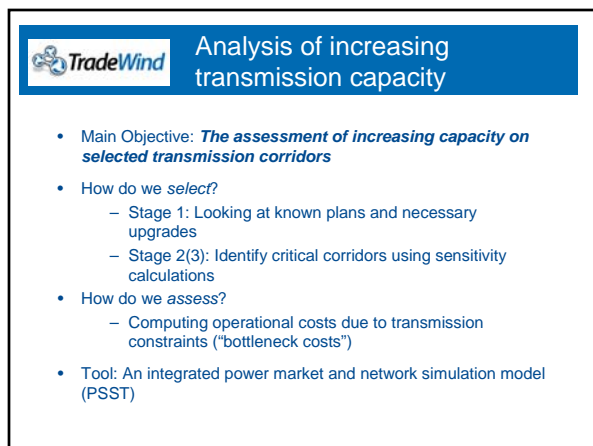 TradeWind
Analysis of increasing
transmission capacity
• Main Objective: The assessment of increasing capacity on
selected transmission corridors
• How do we select?
– Stage 1: Looking at known plans and necessary
upgrades
– Stage 2(3): Identify critical corridors using sensitivity
calculations
• How do we assess?
– Computing operational costs due to transmission
constraints (“bottleneck costs”)
• Tool: An integrated power market and network simulation model
(PSST)